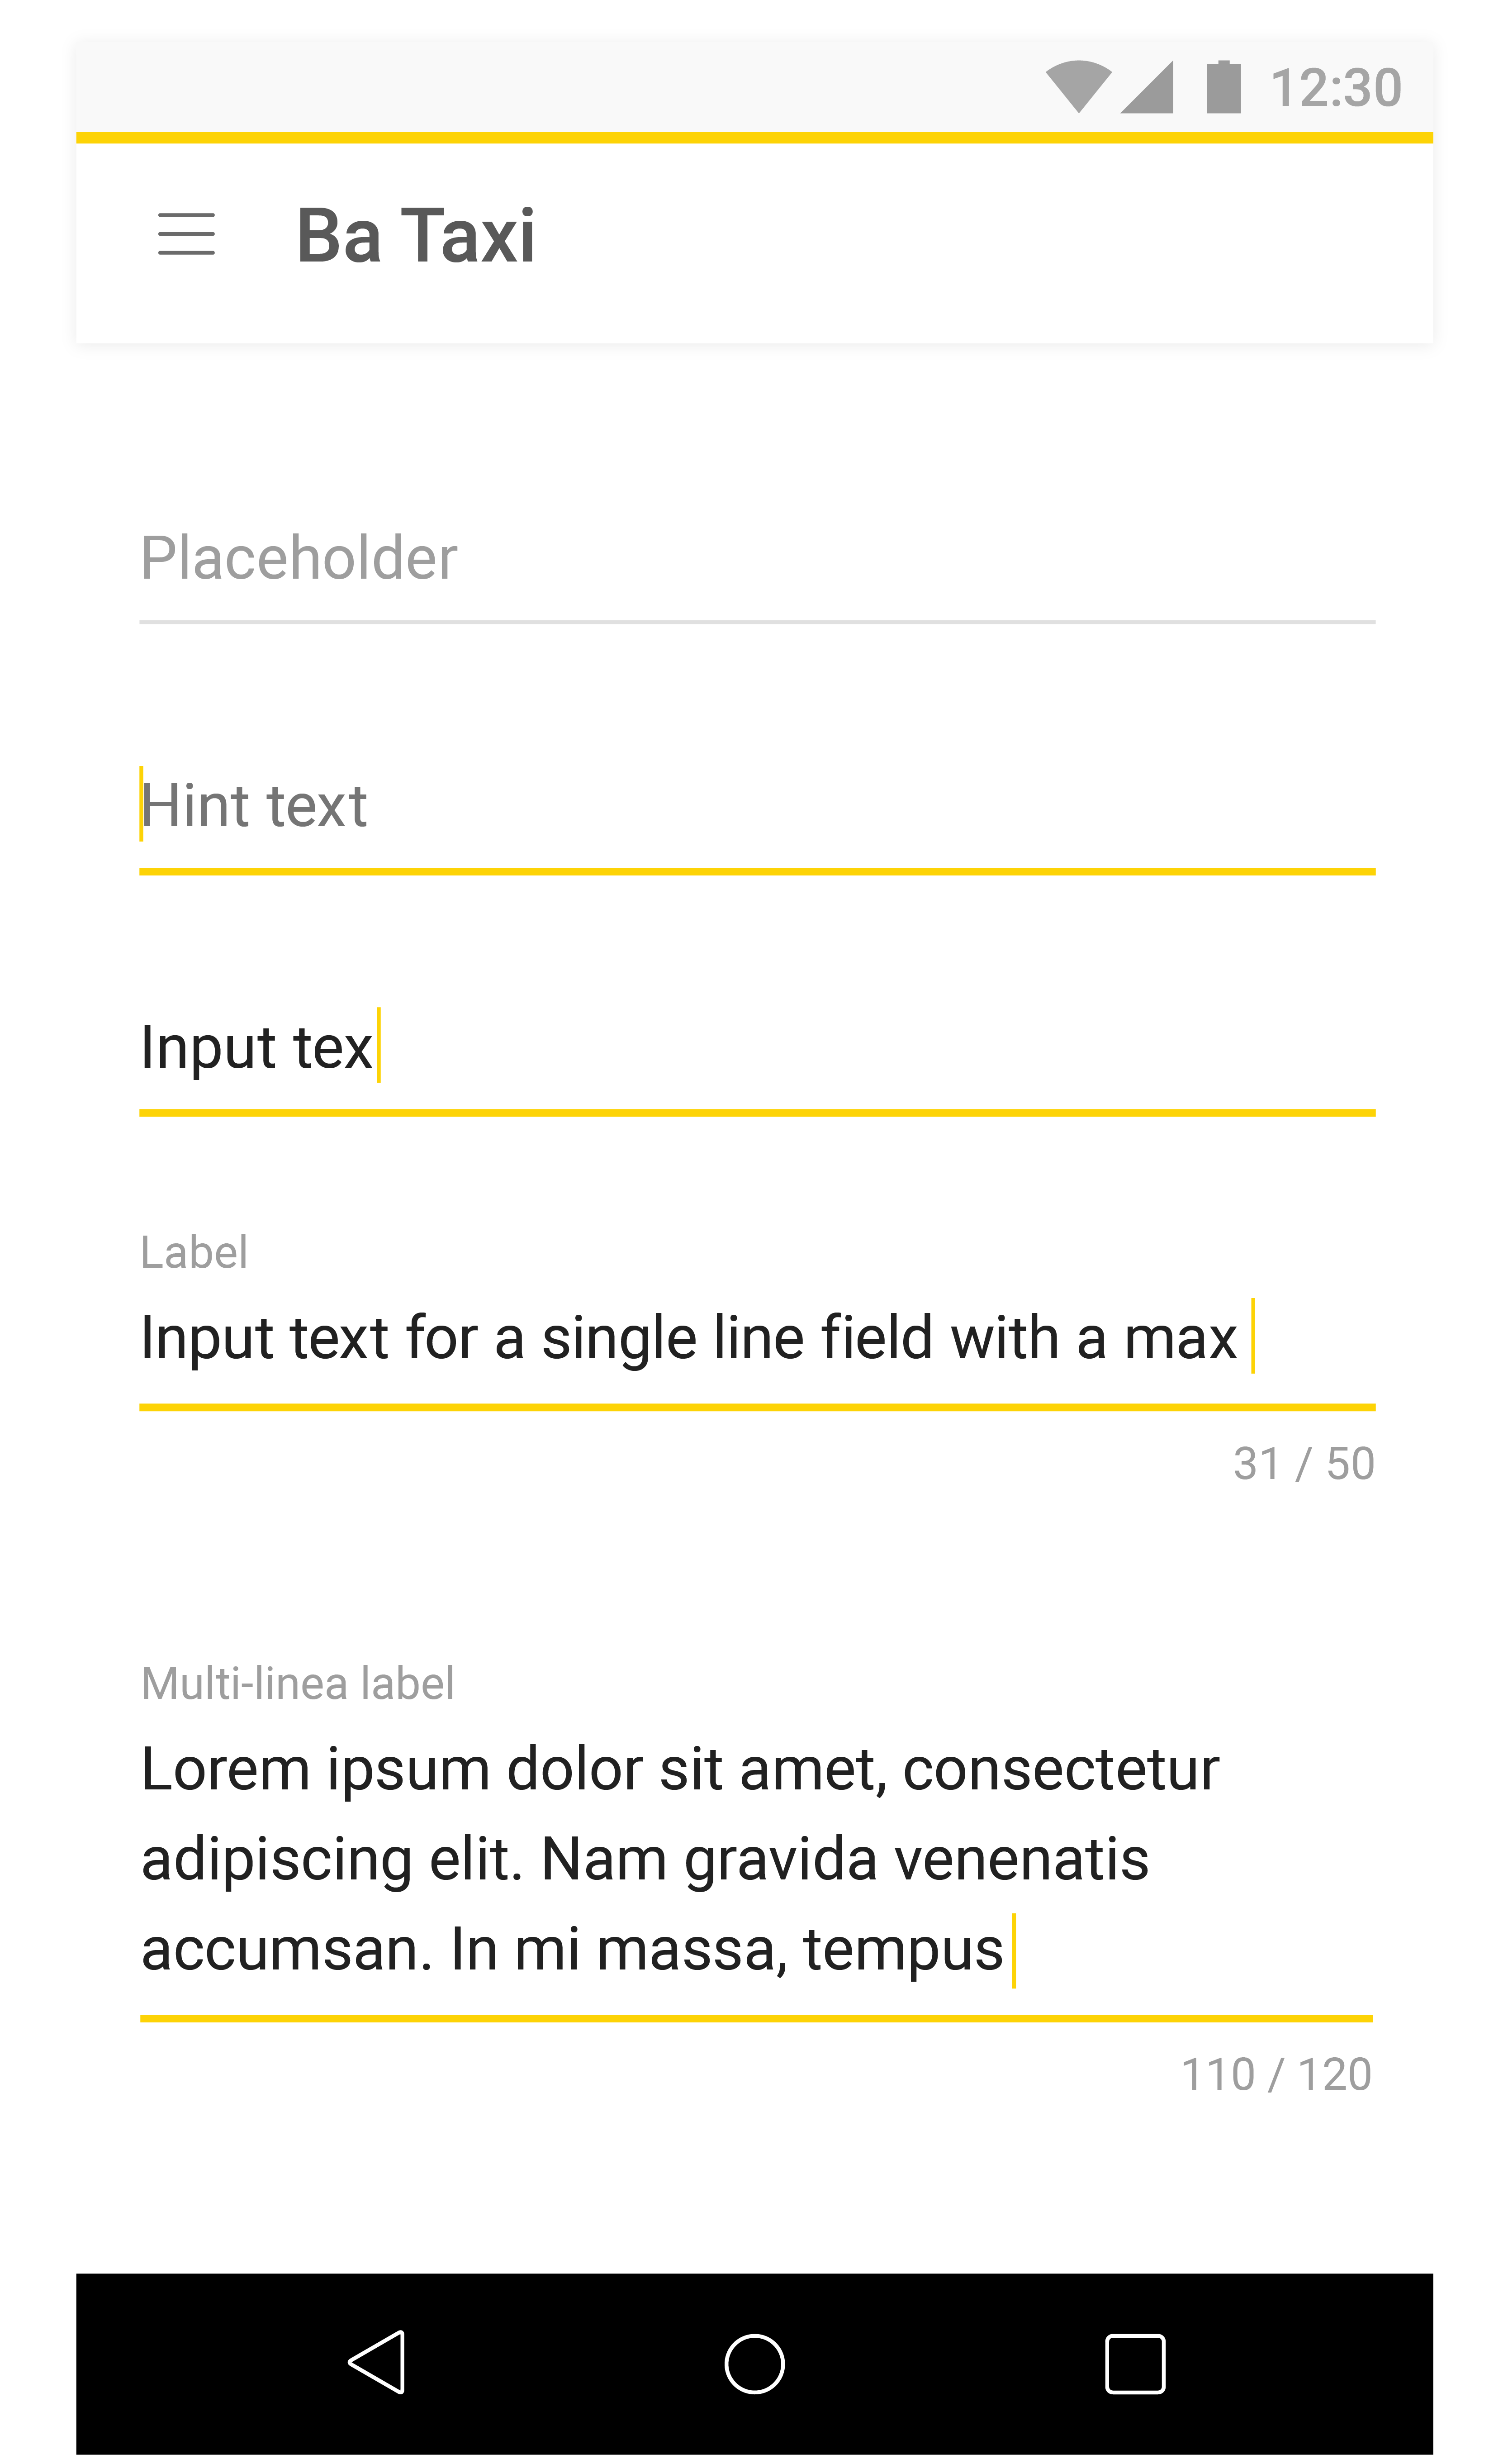 12:30
Ba Taxi
Placeholder
Hint text
Input tex
Label
Input text for a single line field with a max
31 / 50
Multi-linea label
Lorem ipsum dolor sit amet, consectetur
adipiscing elit. Nam gravida venenatis
accumsan. In mi massa, tempus
110 / 120